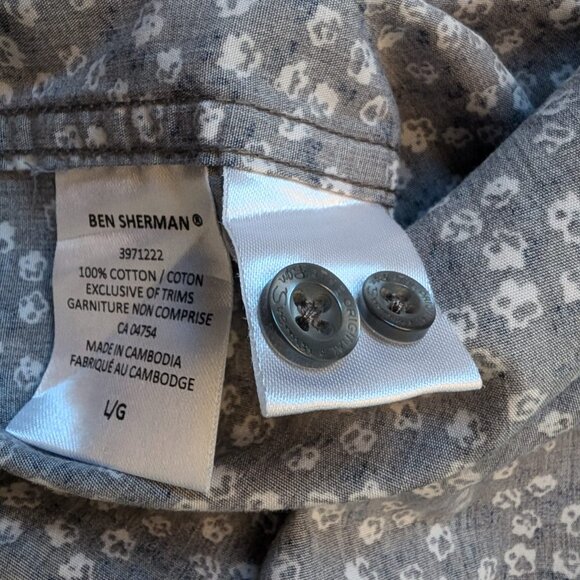 BEN SHERMAN®
3971222
100% COTTON / COTON
EXCLUSIVE OF TRIMS
GARNITURE NON COMPRISE
CA 04754
MADE IN CAMBODIA
FABRIQUÉ AU CAMBODGE
L/G
ORIGINAL